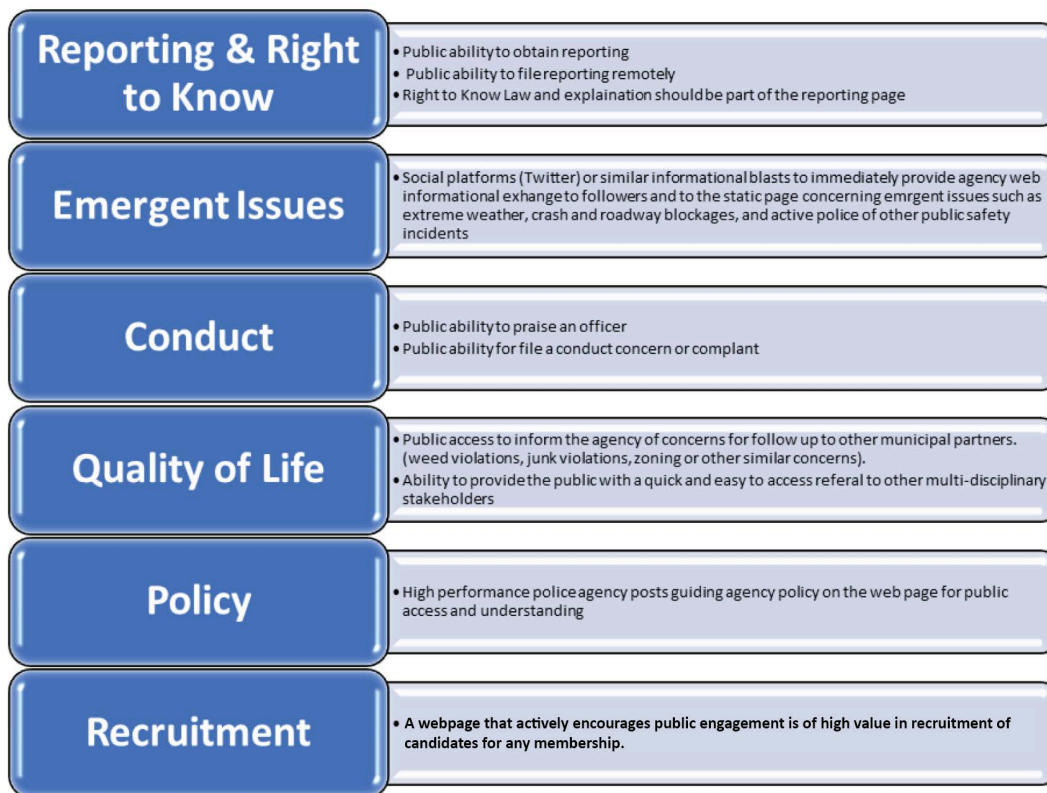 Reporting & Right
to Know
• Public ability to obtain reporting
• Public ability to file reporting remotely
• Right to Know Law and explaination should be part of the reporting page
Emergent Issues
• Social platforms (Twitter) or similar informational blasts to immediately provide agency web
informational exhange to followers and to the static page concerning emrgent issues such as
extreme weather, crash and roadway blockages, and active police of other public safety
incidents
Conduct
• Public ability to praise an officer
• Public ability for file a conduct concern or complant
Quality of Life
• Public access to inform the agency of concerns for follow up to other municipal partners.
(weed violations, junk violations, zoning or other similar concerns).
• Ability to provide the public with a quick and easy to access referal to other multi-disciplinary
stakeholders
Policy
• High performance police agency posts guiding agency policy on the web page for public
access and understanding
Recruitment
• A webpage that actively encourages public engagement is of high value in recruitment of
candidates for any membership.